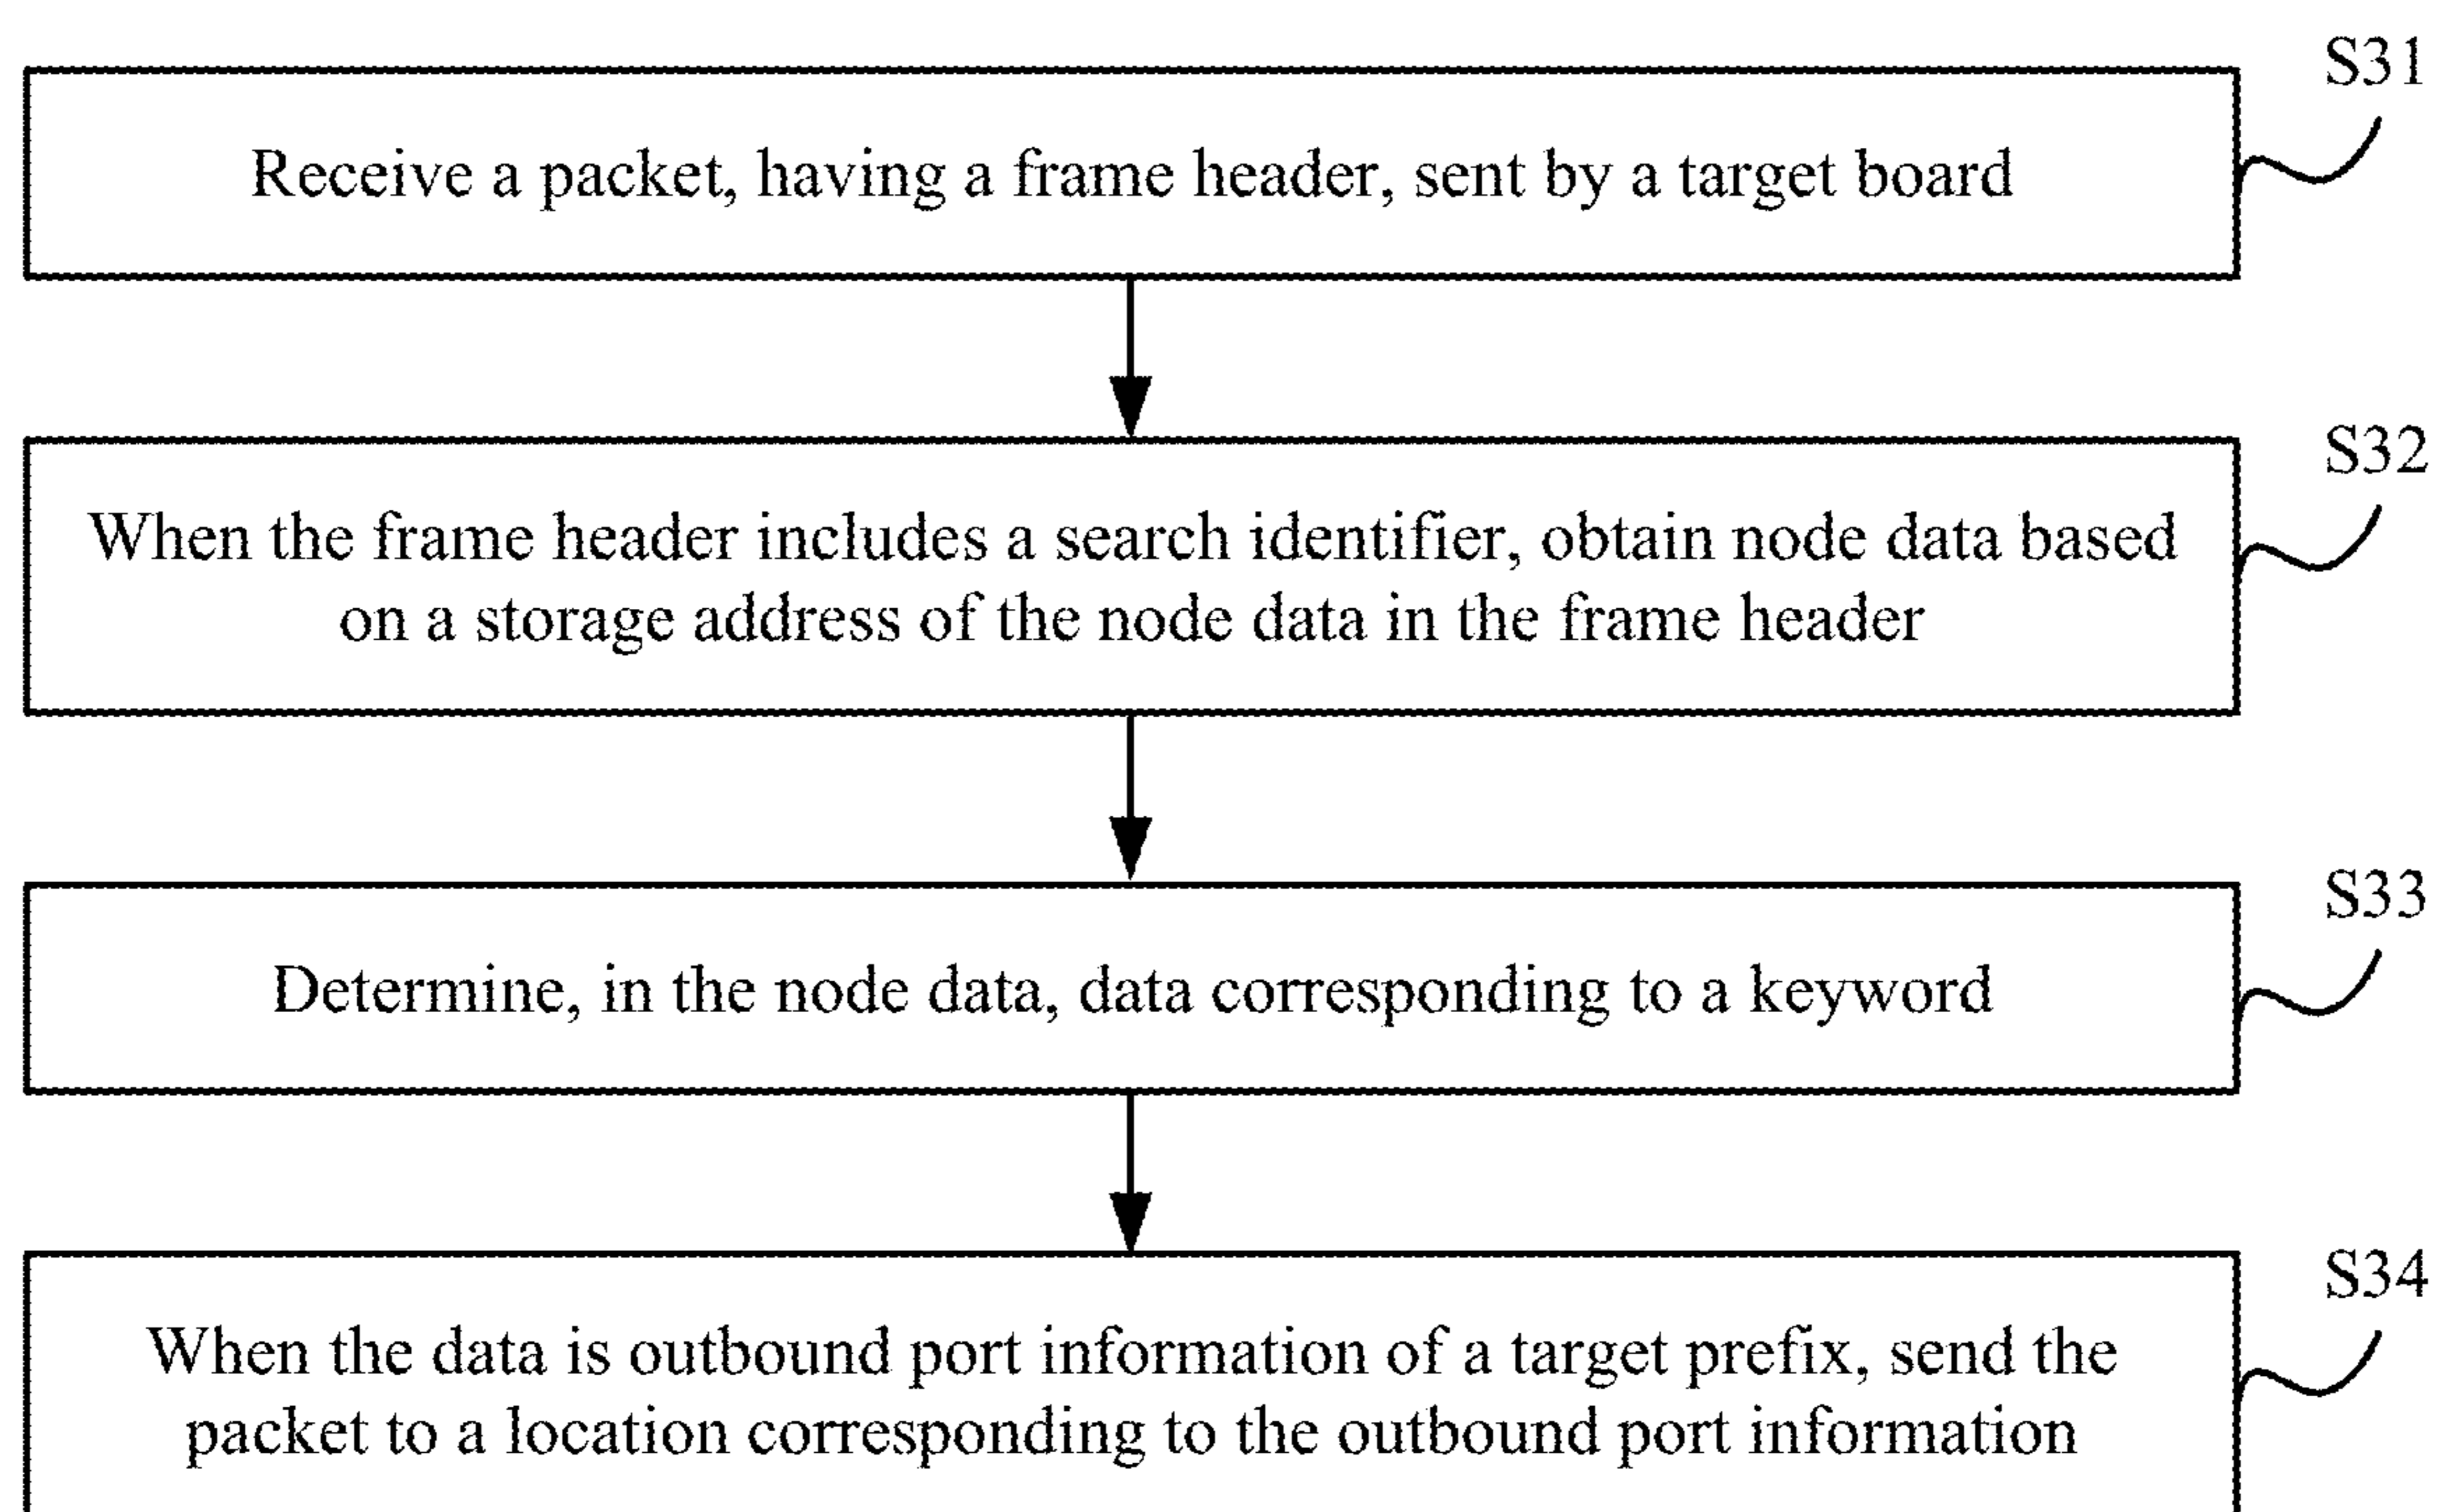 S31
Receive a packet, having a frame header, sent by a target board
S32
When the frame header includes a search identifier, obtain node data based
on a storage address of the node data in the frame header
S33
Determine, in the node data, data corresponding to a keyword
S34
When the data is outbound port information of a target prefix, send the
packet to a location corresponding to the outbound port information